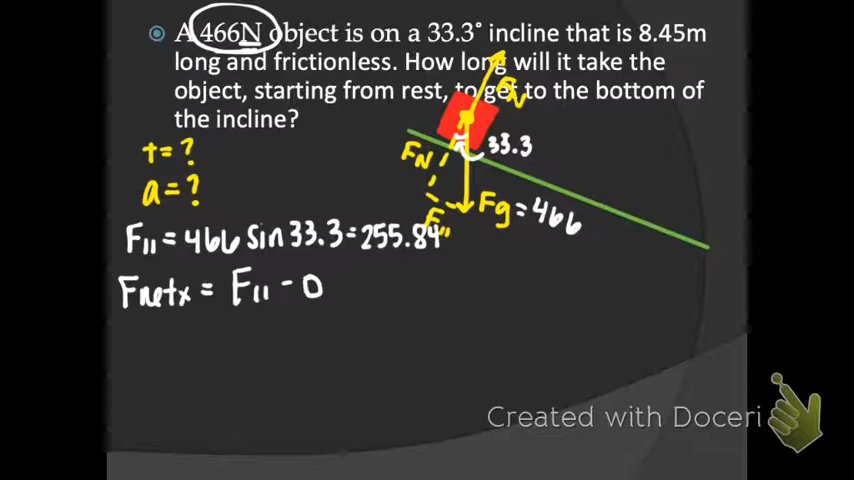 A 466N object is on a 33.3° incline that is 8.45m
long and frictionless. How long will it take the
object, starting from rest, to get to the bottom of
the incline?
FN
t=?
FN
33.3
a=?
Fg=466
F||
F|| = 466 sin 33.3 = 255.84
Fnetx = F|| - 0
Created with Doceri